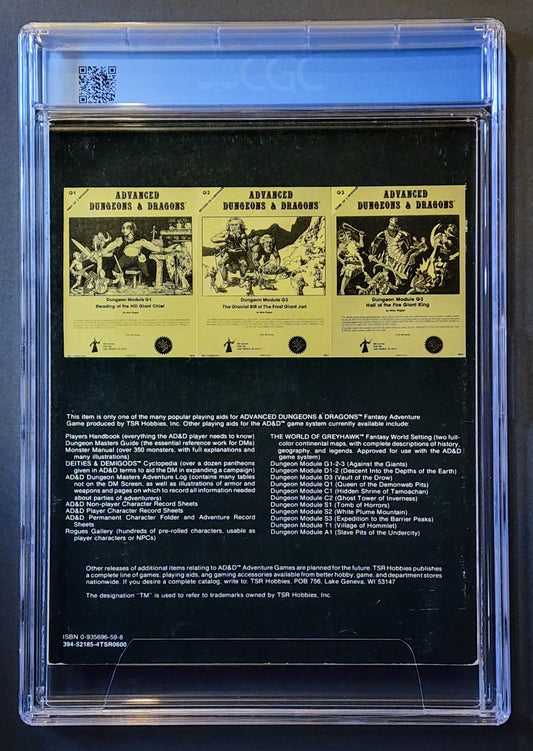 CGC
G1
ADVANCED
DUNGEONS & DRAGONS
Dungeon Module G1
Steading of the Hill Giant Chief
by Gary Gygax
G2
ADVANCED
DUNGEONS & DRAGONS
Dungeon Module G2
The Glacial Rift of The Frost Giant Jarl
by Gary Gygax
G3
ADVANCED
DUNGEONS & DRAGONS
Dungeon Module G3
Hall of the Fire Giant King
by Gary Gygax
This item is only one of the many popular playing aids for ADVANCED DUNGEONS & DRAGONS™ Fantasy Adventure
Game produced by TSR Hobbies, Inc. Other playing aids for the AD&D™ game system currently available include:
Players Handbook (everything the AD&D player needs to know)
Dungeon Masters Guide (the essential reference work for DMs)
Monster Manual (over 350 monsters, with full explanations and
many illustrations)
DEITIES & DEMIGODS™ Cyclopedia (over a dozen pantheons
given in AD&D terms to aid the DM in expanding a campaign)
AD&D Dungeon Masters Adventure Log (contains many tables
not on the DM Screen, as well as illustrations of armor and
weapons and pages on which to record all information needed
about parties of adventurers)
AD&D Non-player Character Record Sheets
AD&D Player Character Record Sheets
AD&D Permanent Character Folder and Adventure Record
Sheets
Rogues Gallery (hundreds of pre-rolled characters, usable as
player characters or NPCs)
THE WORLD OF GREYHAWK™ Fantasy World Setting (two full-
color continental maps, with complete descriptions of history,
geography, and legends. Approved for use with the AD&D
game system)
Dungeon Module G1-2-3 (Against the Giants)
Dungeon Module D1-2 (Descent Into the Depths of the Earth)
Dungeon Module D3 (Vault of the Drow)
Dungeon Module Q1 (Queen of the Demonweb Pits)
Dungeon Module C1 (Hidden Shrine of Tamoachan)
Dungeon Module C2 (Ghost Tower of Inverness)
Dungeon Module S1 (Tomb of Horrors)
Dungeon Module S2 (White Plume Mountain)
Dungeon Module S3 (Expedition to the Barrier Peaks)
Dungeon Module T1 (Village of Hommlet)
Dungeon Module A1 (Slave Pits of the Undercity)
Other releases of additional items relating to AD&D™ Adventure Games are planned for the future. TSR Hobbies publishes
a complete line of games, playing aids, ang gaming accessories available from better hobby, game, and department stores
nationwide. If you desire a complete catalog, write to: TSR Hobbies, POB 756, Lake Geneva, WI 53147
The designation "TM" is used to refer to trademarks owned by TSR Hobbies, Inc.
ISBN 0-935696-59-8
394-52185-4TSR0600